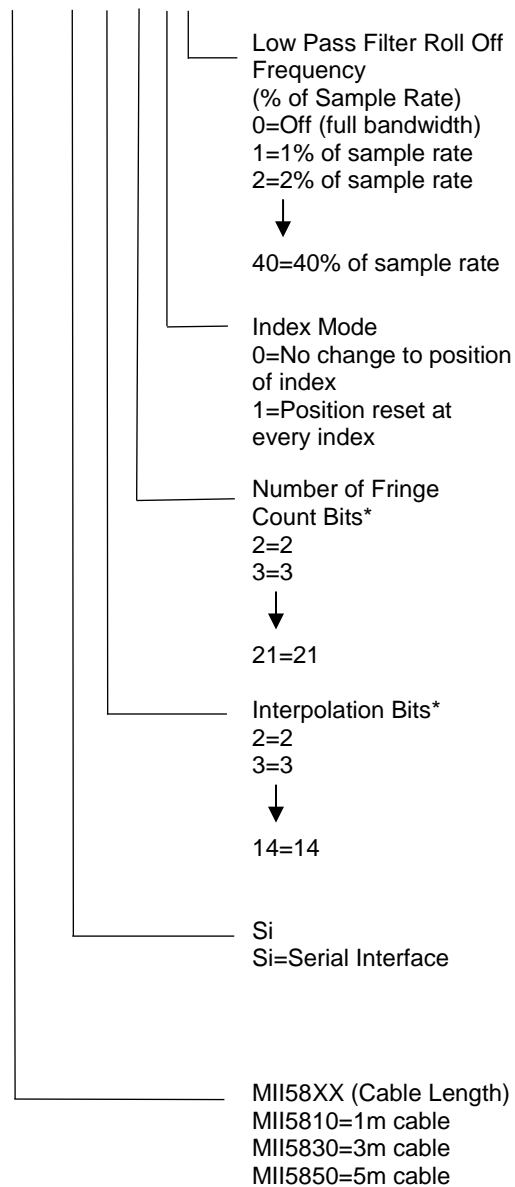 Low Pass Filter Roll Off
Frequency
(% of Sample Rate)
0=Off (full bandwidth)
1=1% of sample rate
2=2% of sample rate
40=40% of sample rate
Index Mode
0=No change to position
of index
1=Position reset at
every index
Number of Fringe
Count Bits*
2=2
3=3
21=21
Interpolation Bits*
2=2
3=3
14=14
Si
Si=Serial Interface
MII58XX (Cable Length)
MII5810=1m cable
MII5830=3m cable
MII5850=5m cable